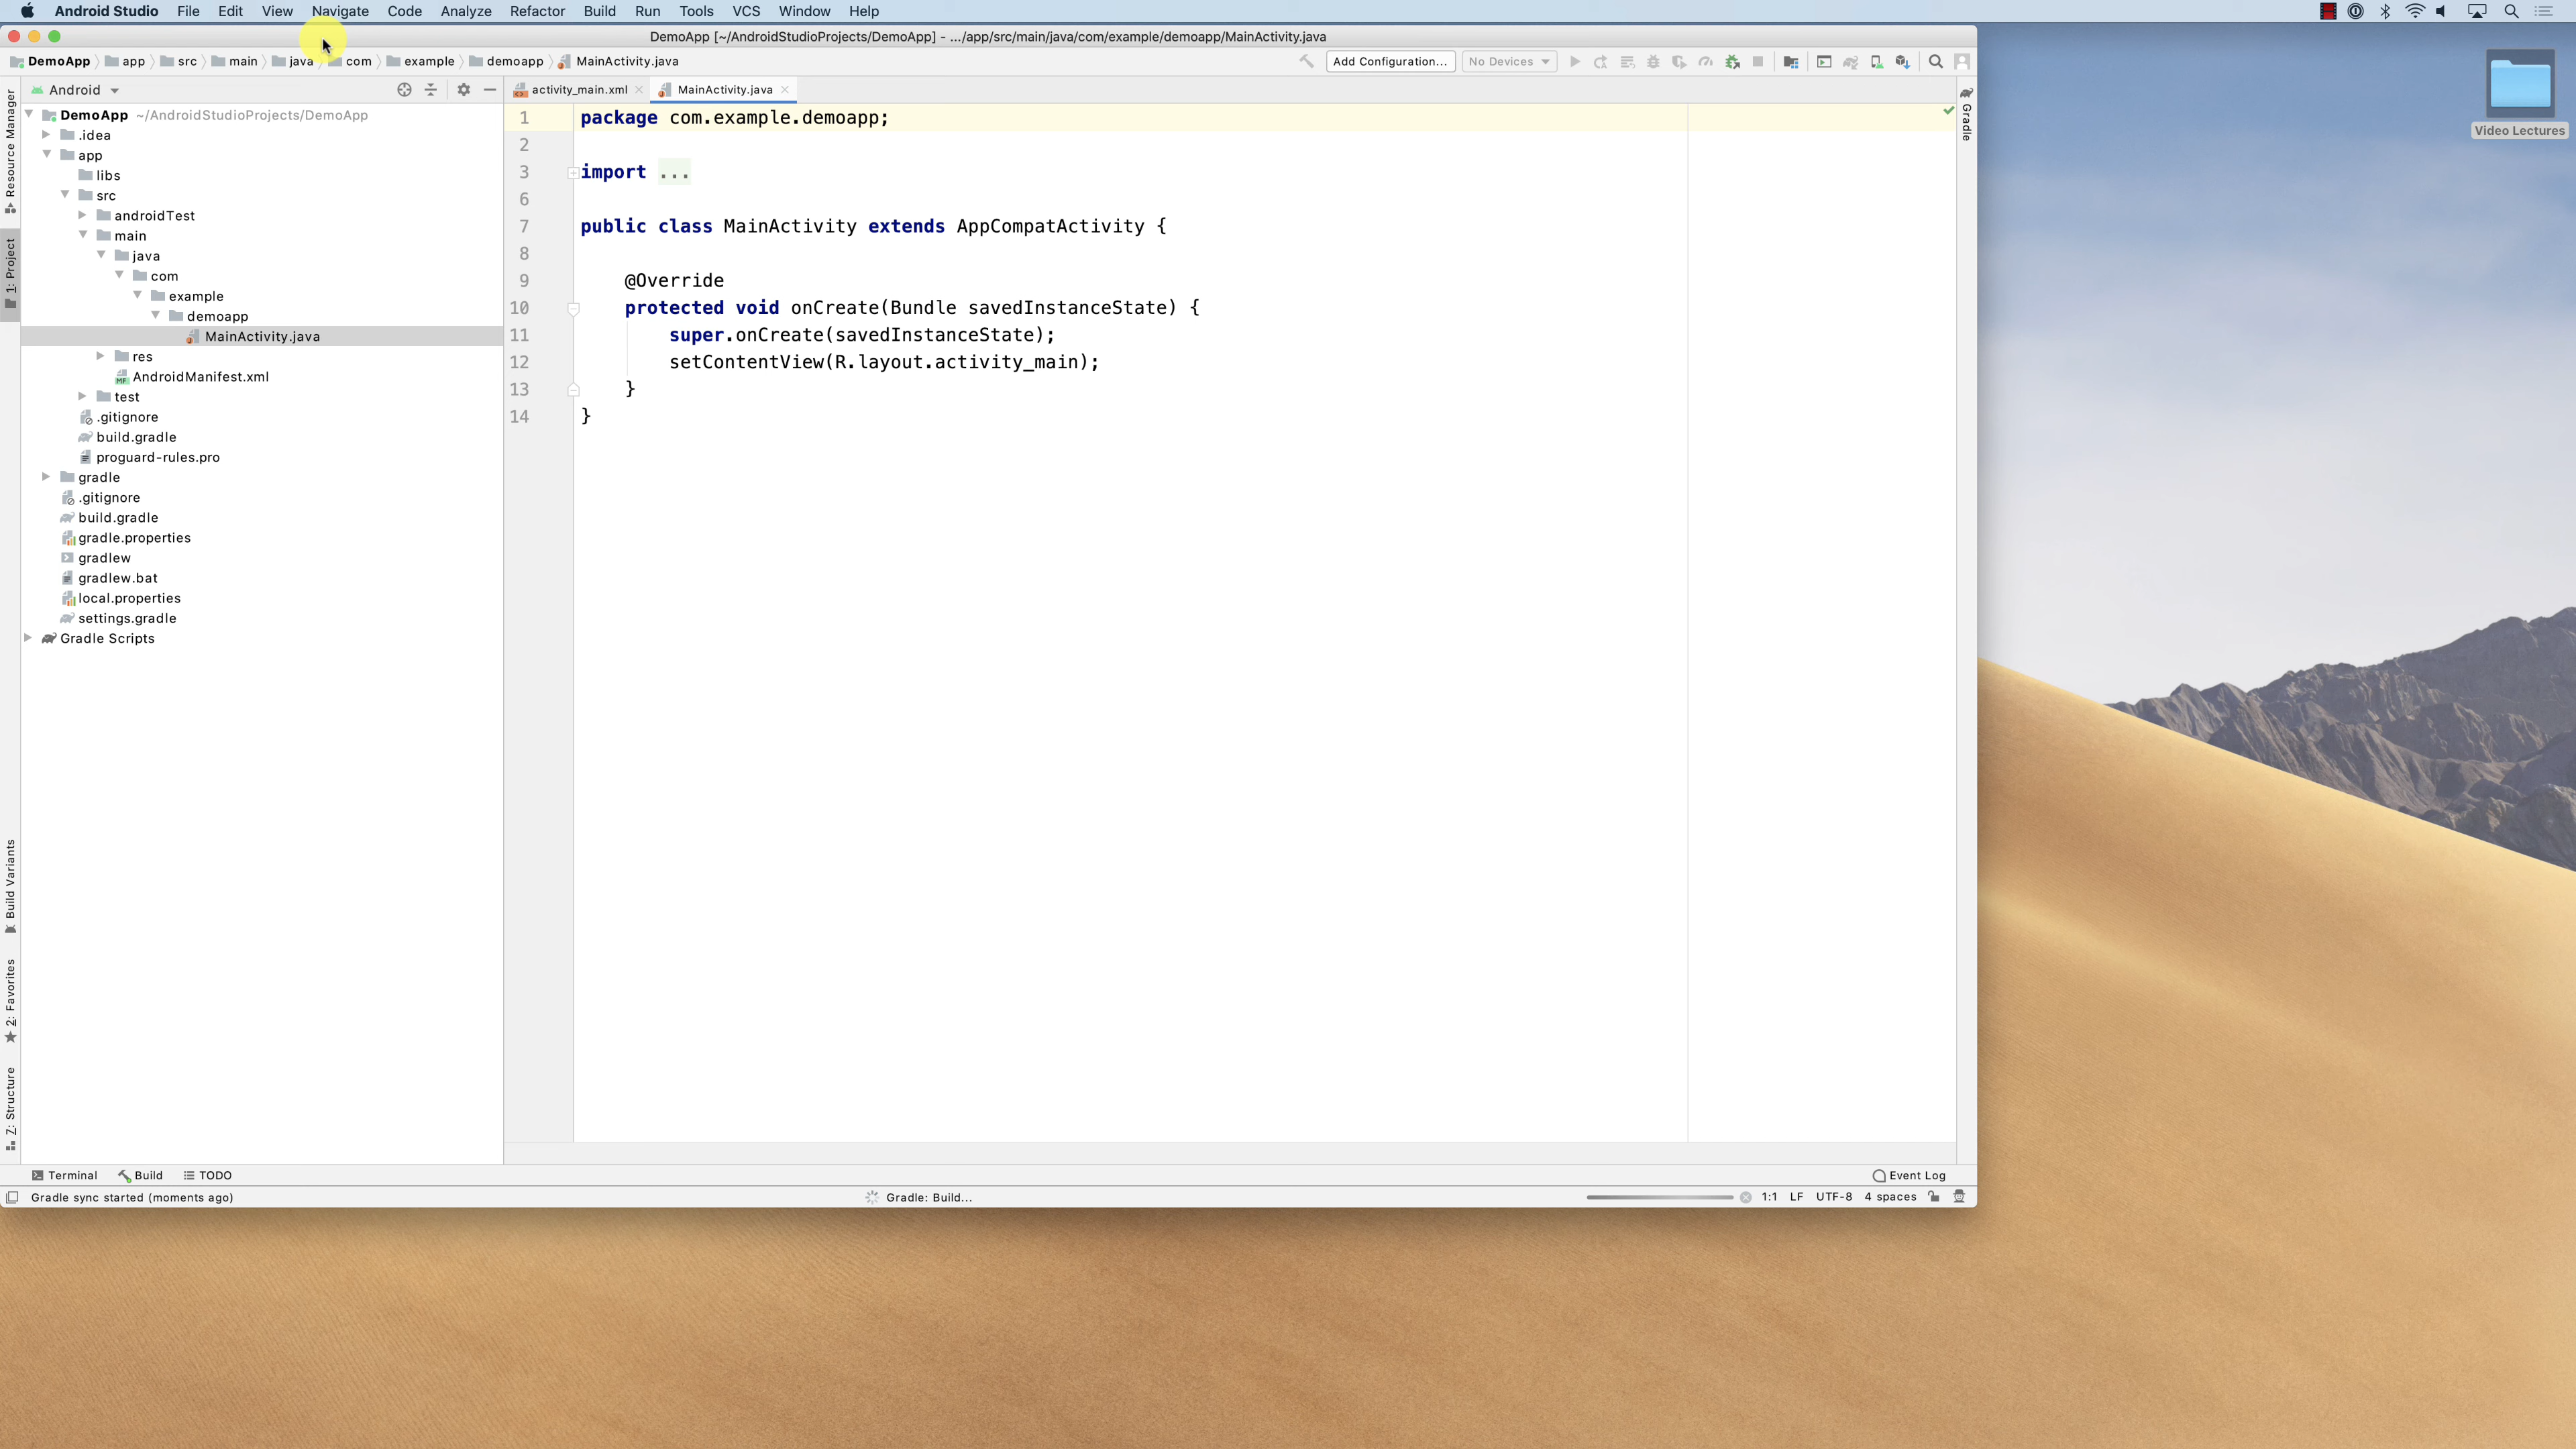 Android Studio File Edit View Navigate Code Analyze Refactor Build Run Tools VCS Window Help
DemoApp [~/AndroidStudioProjects/DemoApp] - .../app/src/main/java/com/example/demoapp/MainActivity.java
DemoApp app src main java com example demoapp MainActivity.java Add Configuration... No Devices
Android
activity_main.xml MainActivity.java
Resource Manager
1: Project
Build Variants
2: Favorites
Z: Structure
DemoApp ~/AndroidStudioProjects/DemoApp
.idea
app
libs
src
androidTest
main
java
com
example
demoapp
MainActivity.java
res
AndroidManifest.xml
test
.gitignore
build.gradle
proguard-rules.pro
gradle
.gitignore
build.gradle
gradle.properties
gradlew
gradlew.bat
local.properties
settings.gradle
Gradle Scripts
1 package com.example.demoapp;
2
3 import ...
6
7 public class MainActivity extends AppCompatActivity {
8
9 @Override
10 protected void onCreate(Bundle savedInstanceState) {
11 super.onCreate(savedInstanceState);
12 setContentView(R.layout.activity_main);
13 }
14 }
Gradle
Video Lectures
Terminal Build TODO Event Log
Gradle sync started (moments ago) Gradle: Build... 1:1 LF UTF-8 4 spaces